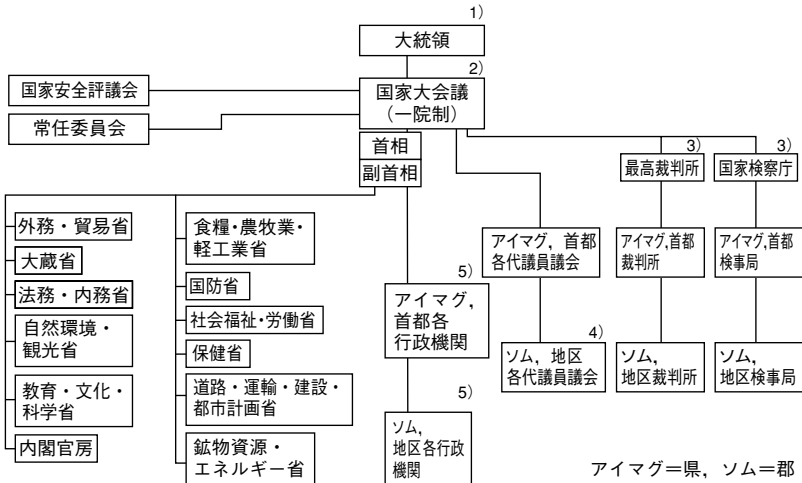 1)
大統領
2)
国家安全評議会
国家大会議
(一院制)
常任委員会
首相
副首相
3)
最高裁判所
3)
国家検察庁
外務・貿易省
大蔵省
法務・内務省
自然環境・
観光省
教育・文化・
科学省
内閣官房
食糧・農牧業・
軽工業省
国防省
社会福祉・労働省
保健省
道路・運輸・建設・
都市計画省
鉱物資源・
エネルギー省
5)
アイマグ,
首都各
行政機関
5)
ソム,
地区各行政
機関
アイマグ, 首都
各代議員議会
4)
ソム, 地区
各代議員議会
アイマグ,首都
裁判所
ソム,
地区裁判所
アイマグ,首都
検事局
ソム,
地区検事局
アイマグ=県, ソム=郡